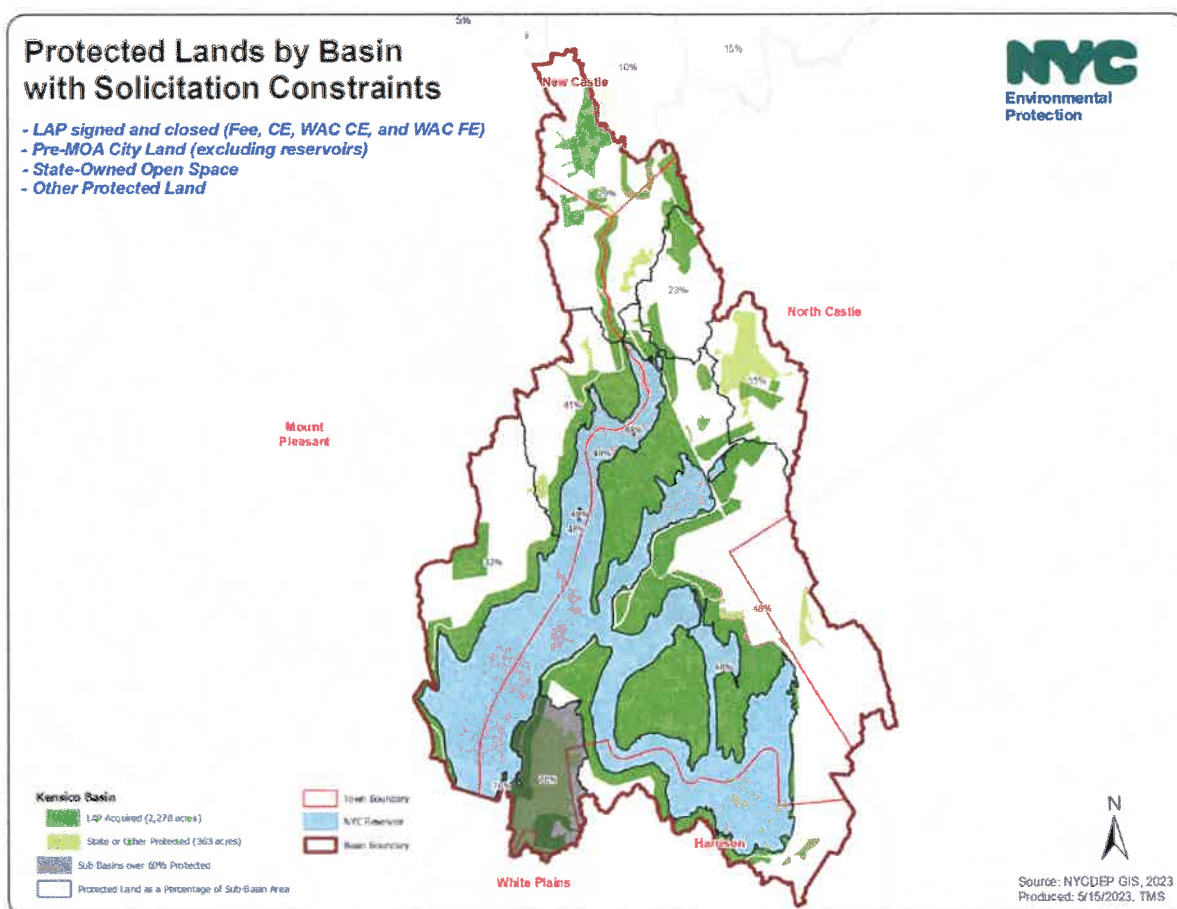 5%
15%
10%
Protected Lands by Basin
with Solicitation Constraints
NYC
Environmental
Protection
- LAP signed and closed (Fee, CE, WAC CE, and WAC FE)
- Pre-MOA City Land (excluding reservoirs)
- State-Owned Open Space
- Other Protected Land
New Castle
23%
North Castle
41%
Mount
Pleasant
48%
Kensico Basin
LAP Acquired (2,278 acres)
State or Other Protected (363 acres)
Sub Basins over 60% Protected
Protected Land as a Percentage of Sub-Basin Area
Town Boundary
NYC Reservoir
Basin Boundary
Harrison
White Plains
N
Source: NYCDEP GIS, 2023
Produced: 5/15/2023, TMS